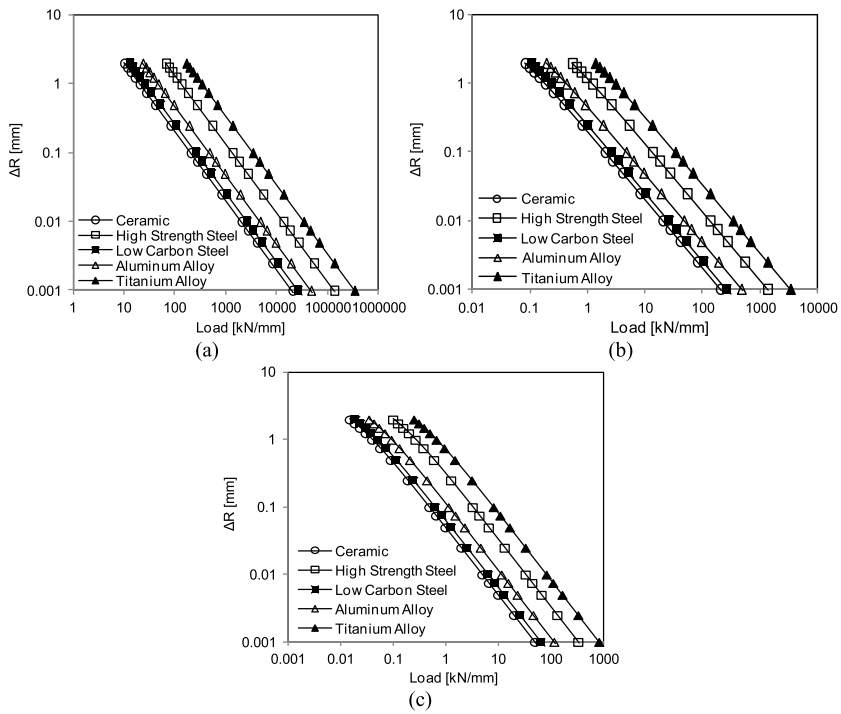 10
1
0.1
0.01
0.001
ΔR [mm]
Ceramic
High Strength Steel
Low Carbon Steel
Aluminum Alloy
Titanium Alloy
1 10 100 1000 10000 100000 1000000
Load [kN/mm]
(a)
10
1
0.1
0.01
0.001
ΔR [mm]
Ceramic
High Strength Steel
Low Carbon Steel
Aluminum Alloy
Titanium Alloy
0.01 0.1 1 10 100 1000 10000
Load [kN/mm]
(b)
10
1
0.1
0.01
0.001
ΔR [mm]
Ceramic
High Strength Steel
Low Carbon Steel
Aluminum Alloy
Titanium Alloy
0.001 0.01 0.1 1 10 100 1000
Load [kN/mm]
(c)